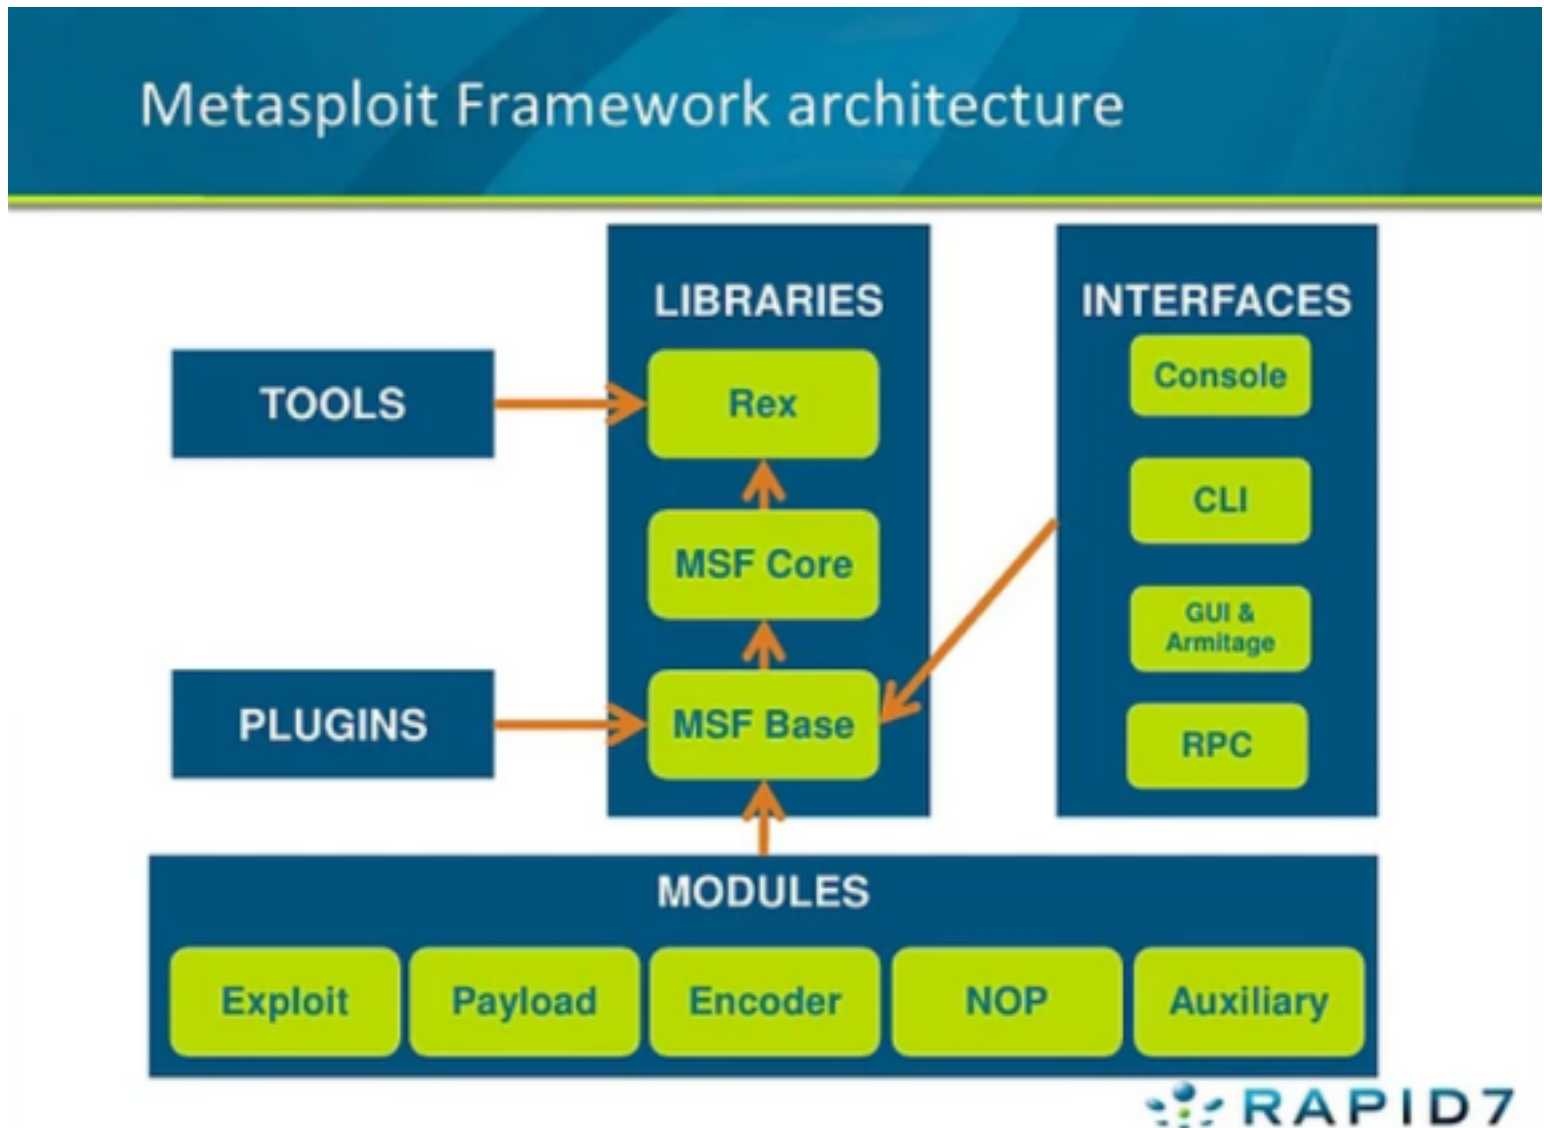 Metasploit Framework architecture
LIBRARIES
INTERFACES
TOOLS
Rex
Console
MSF Core
CLI
GUI &
Armitage
PLUGINS
MSF Base
RPC
MODULES
Exploit
Payload
Encoder
NOP
Auxiliary
RAPID7